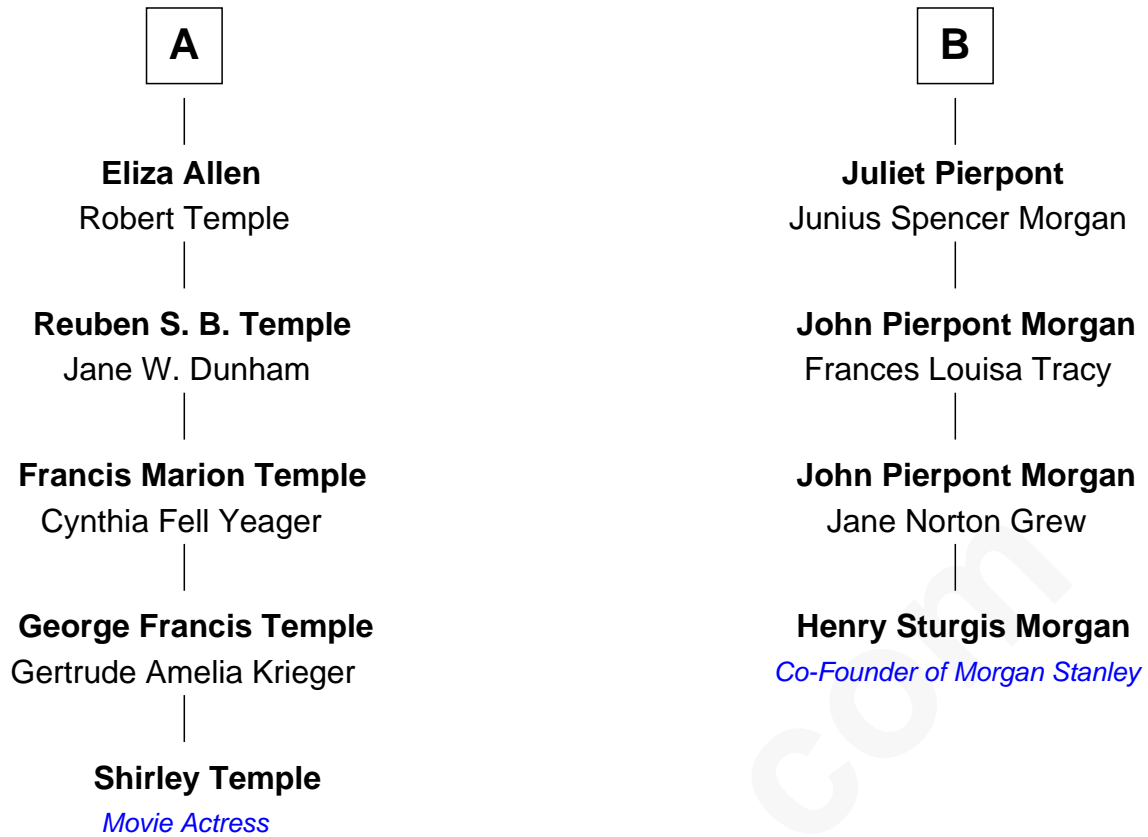 A
Eliza Allen
Robert Temple
Reuben S. B. Temple
Jane W. Dunham
Francis Marion Temple
Cynthia Fell Yeager
George Francis Temple
Gertrude Amelia Krieger
Shirley Temple
Movie Actress
B
Juliet Pierpont
Junius Spencer Morgan
John Pierpont Morgan
Frances Louisa Tracy
John Pierpont Morgan
Jane Norton Grew
Henry Sturgis Morgan
Co-Founder of Morgan Stanley
com